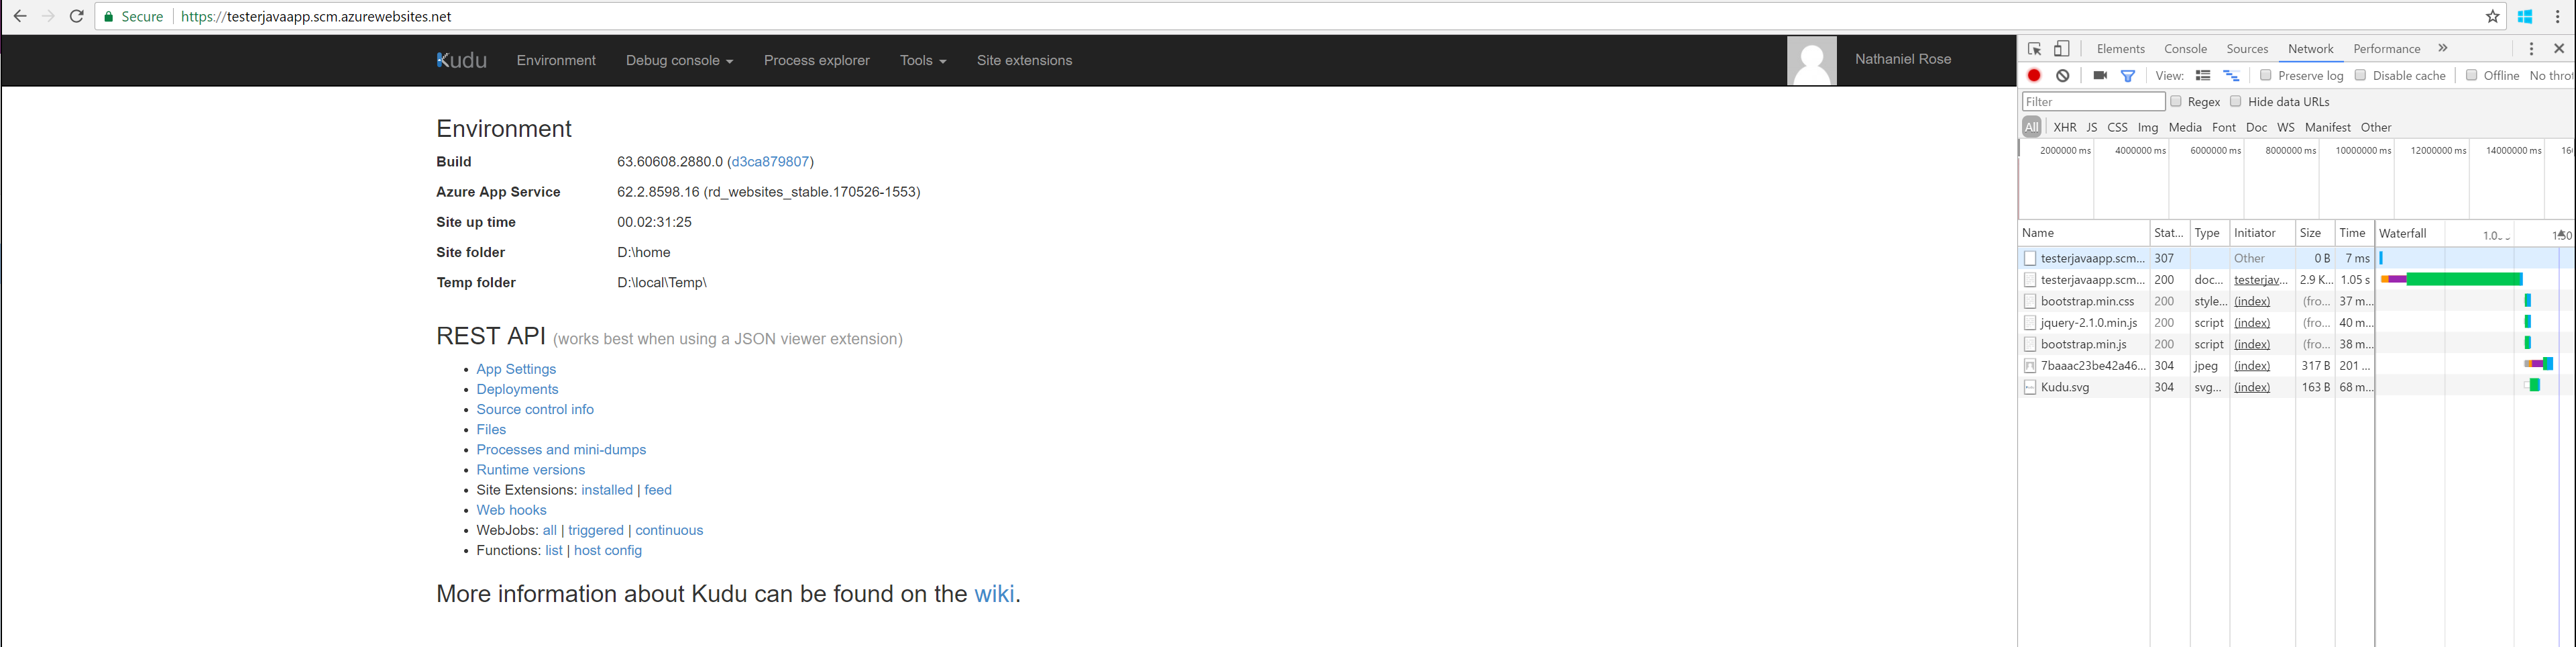 Secure https://testerjavaapp.scm.azurewebsites.net
Kudu Environment Debug console Process explorer Tools Site extensions Nathaniel Rose
Environment
Build 63.60608.2880.0 (d3ca879807)
Azure App Service 62.2.8598.16 (rd_websites_stable.170526-1553)
Site up time 00.02:31:25
Site folder D:\home
Temp folder D:\local\Temp\
REST API (works best when using a JSON viewer extension)
App Settings
Deployments
Source control info
Files
Processes and mini-dumps
Runtime versions
Site Extensions: installed | feed
Web hooks
WebJobs: all | triggered | continuous
Functions: list | host config
More information about Kudu can be found on the wiki.
Elements Console Sources Network Performance »
View: Preserve log Disable cache Offline No throt
Filter Regex Hide data URLs
All XHR JS CSS Img Media Font Doc WS Manifest Other
2000000 ms 4000000 ms 6000000 ms 8000000 ms 10000000 ms 12000000 ms 14000000 ms
Name Stat... Type Initiator Size Time Waterfall
testerjavaapp.scm... 307 Other 0 B 7 ms
testerjavaapp.scm... 200 doc... testerjav... 2.9 K... 1.05 s
bootstrap.min.css 200 style... (index) (fro... 37 m...
jquery-2.1.0.min.js 200 script (index) (fro... 40 m...
bootstrap.min.js 200 script (index) (fro... 38 m...
7baaac23be42a46... 304 jpeg (index) 317 B 201 ...
Kudu.svg 304 svg... (index) 163 B 68 m...